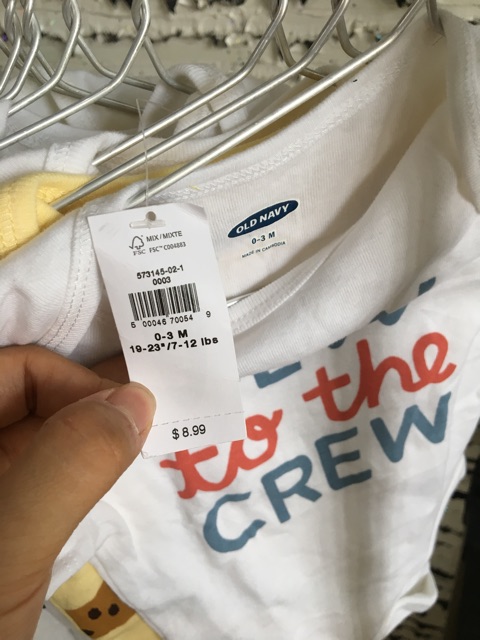 OLD NAVY
0-3 M
MADE IN CAMBODIA
MIX / MIXTE
FSC FSC™ C004883
573145-02-1
0003
5 00046 70054 9
0-3 M
19-23"/7-12 lbs
$8.99
to the
CREW